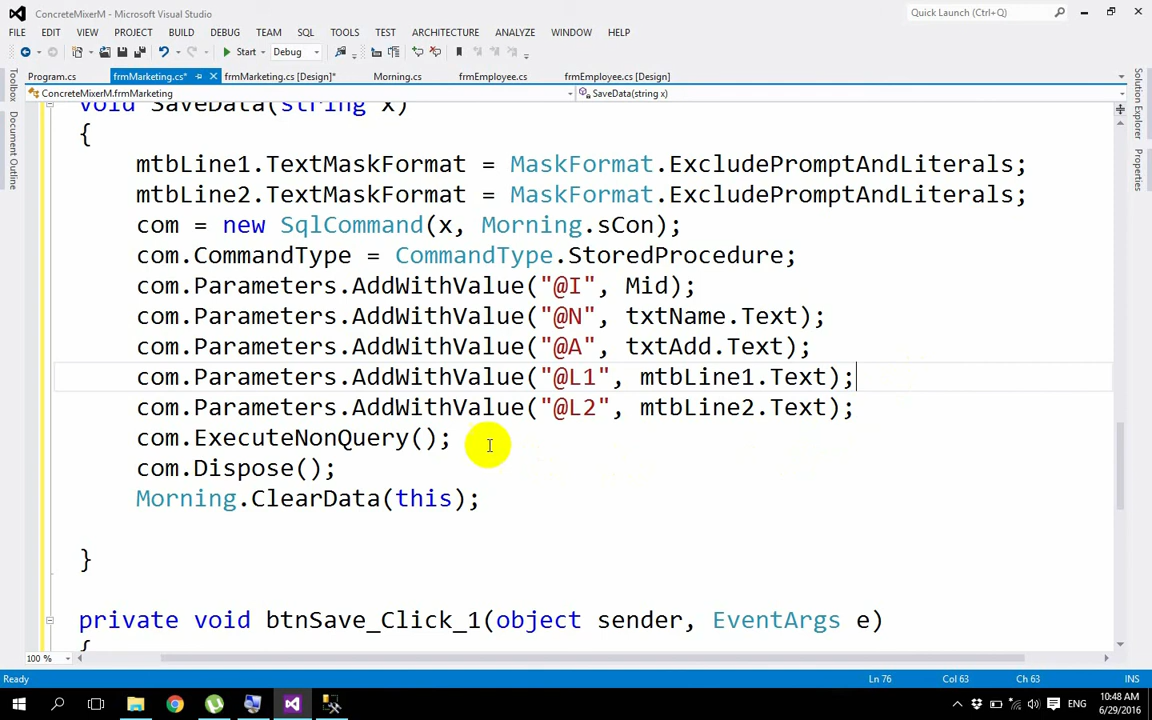 ConcreteMixerM - Microsoft Visual Studio
Quick Launch (Ctrl+Q)
FILE EDIT VIEW PROJECT BUILD DEBUG TEAM SQL TOOLS TEST ARCHITECTURE ANALYZE WINDOW HELP
Start Debug
Program.cs frmMarketing.cs* frmMarketing.cs [Design]* Morning.cs frmEmployee.cs frmEmployee.cs [Design]
ConcreteMixerM.frmMarketing SaveData(string x)
Toolbox
Document Outline
Solution Explorer
Properties
void SaveData(string x)
{
mtbLine1.TextMaskFormat = MaskFormat.ExcludePromptAndLiterals;
mtbLine2.TextMaskFormat = MaskFormat.ExcludePromptAndLiterals;
com = new SqlCommand(x, Morning.sCon);
com.CommandType = CommandType.StoredProcedure;
com.Parameters.AddWithValue("@I", Mid);
com.Parameters.AddWithValue("@N", txtName.Text);
com.Parameters.AddWithValue("@A", txtAdd.Text);
com.Parameters.AddWithValue("@L1", mtbLine1.Text);
com.Parameters.AddWithValue("@L2", mtbLine2.Text);
com.ExecuteNonQuery();
com.Dispose();
Morning.ClearData(this);
}
private void btnSave_Click_1(object sender, EventArgs e)
{
100 %
Ready Ln 76 Col 63 Ch 63 INS
ENG 10:48 AM
6/29/2016